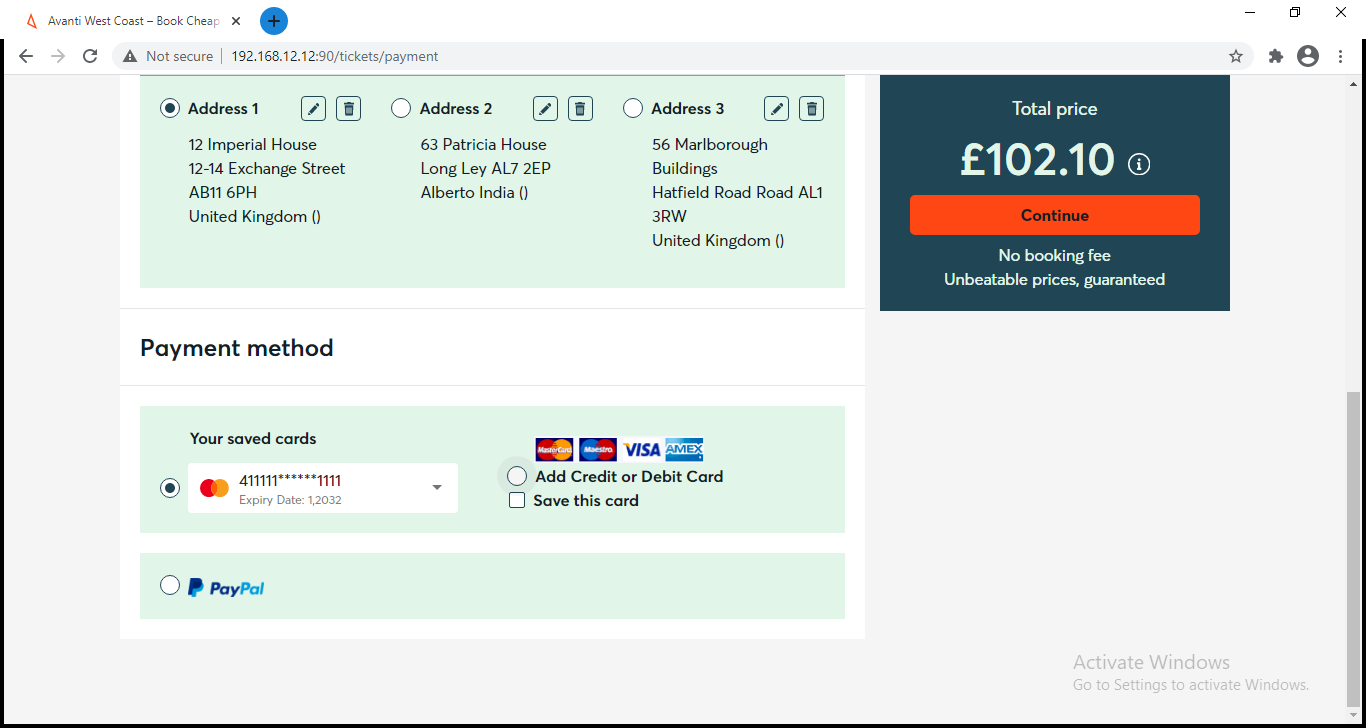 Avanti West Coast – Book Cheap
Not secure
192.168.12.12:90/tickets/payment
Address 1
12 Imperial House
12-14 Exchange Street
AB11 6PH
United Kingdom ()
Address 2
63 Patricia House
Long Ley AL7 2EP
Alberto India ()
Address 3
56 Marlborough
Buildings
Hatfield Road Road AL1
3RW
United Kingdom ()
Total price
£102.10
Continue
No booking fee
Unbeatable prices, guaranteed
Payment method
Your saved cards
411111******1111
Expiry Date: 1,2032
MasterCard
Maestro
VISA
AMEX
Add Credit or Debit Card
Save this card
PayPal
Activate Windows
Go to Settings to activate Windows.